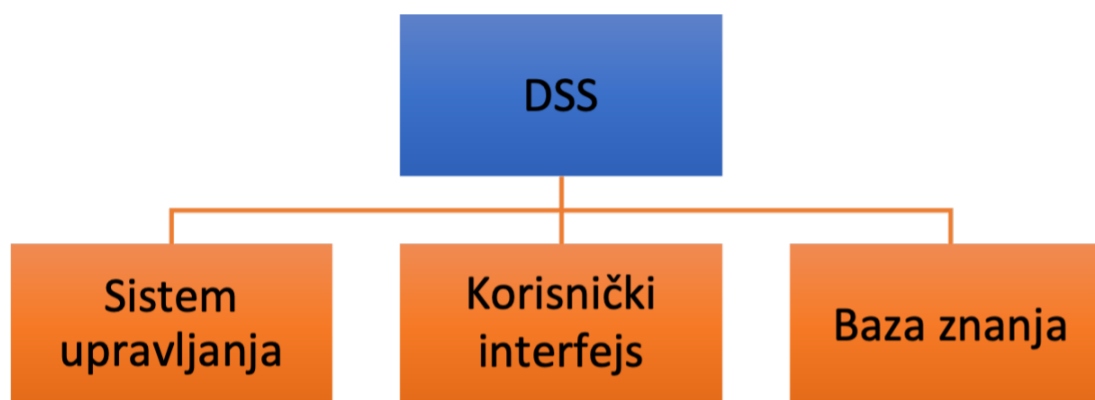 DSS
Sistem
upravljanja
Korisnički
interfejs
Baza znanja